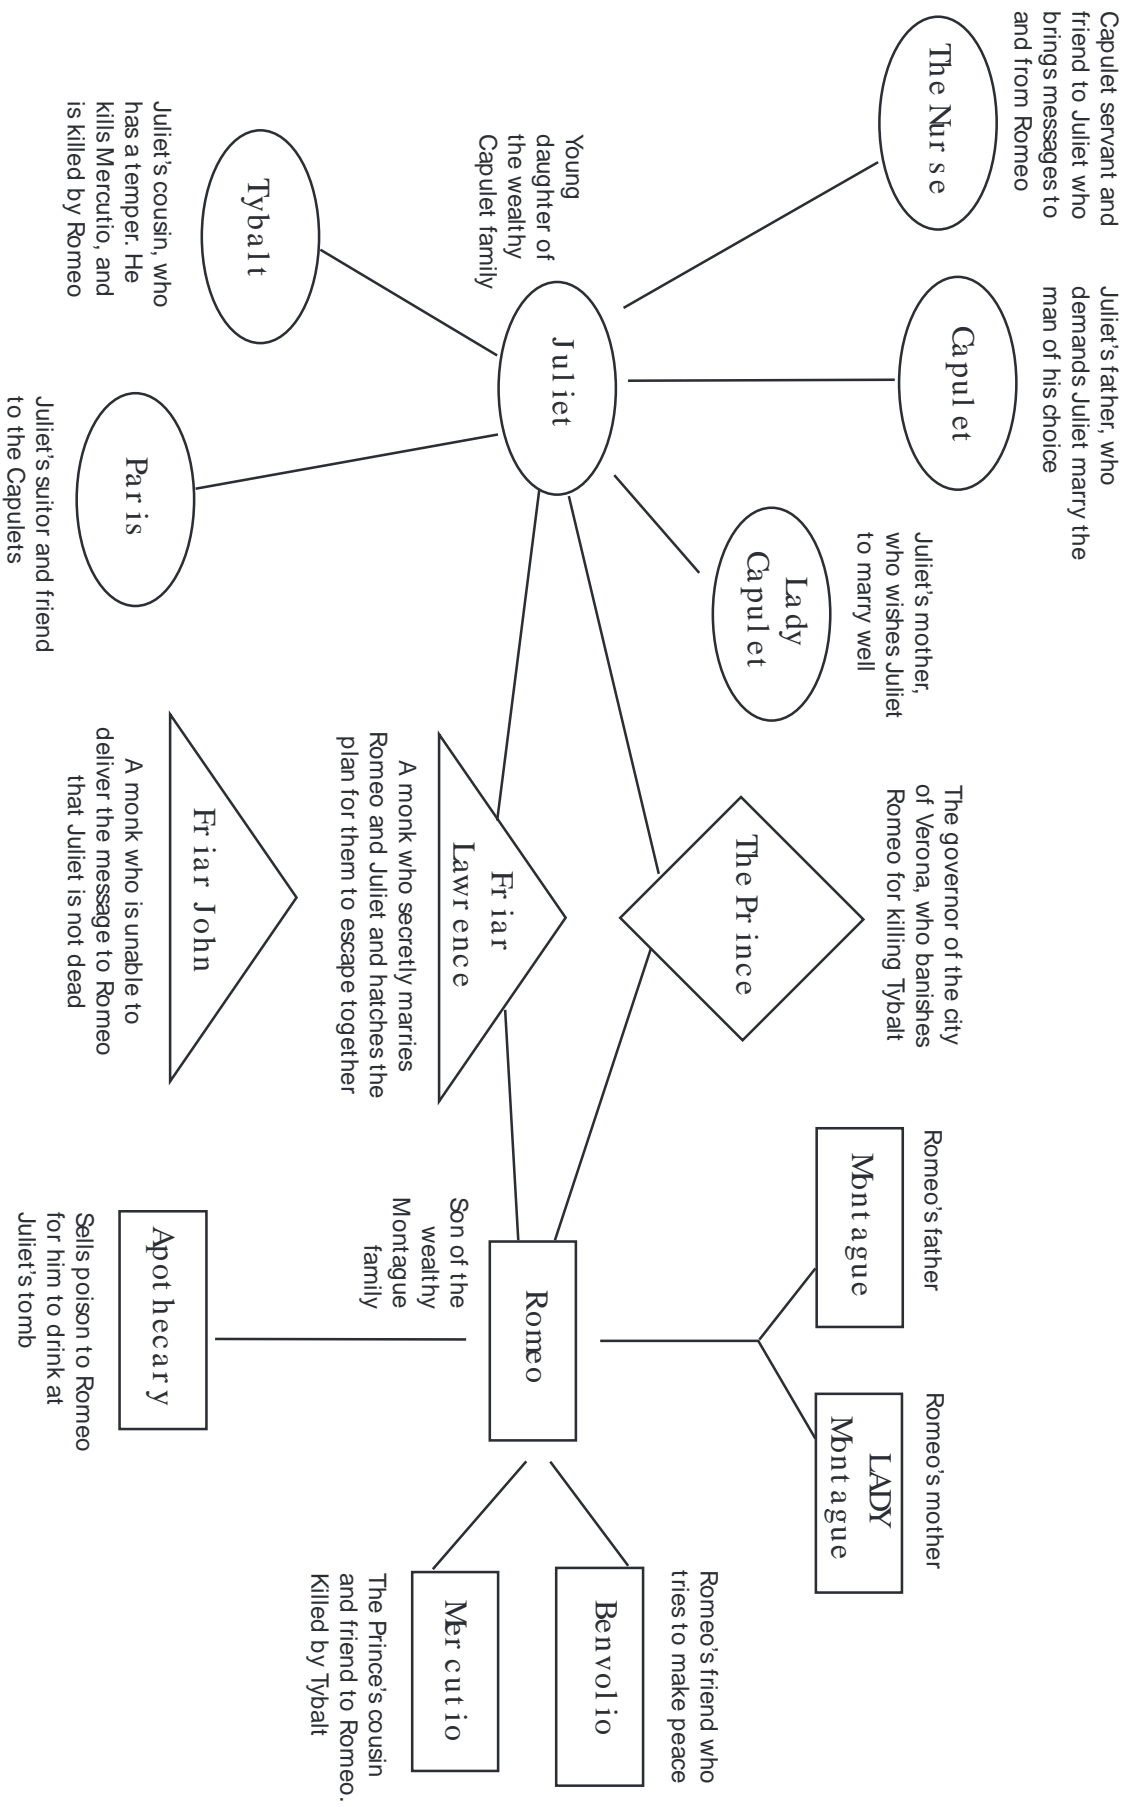 Capulet servant and
friend to Juliet who
brings messages to
and from Romeo
The Nurse
Juliet's father, who
demands Juliet marry the
man of his choice
Capulet
Juliet's mother,
who wishes Juliet
to marry well
Lady
Capulet
The governor of the city
of Verona, who banishes
Romeo for killing Tybalt
The Prince
Romeo's father
Montague
Romeo's mother
LADY
Montague
Young
daughter of
the wealthy
Capulet family
Juliet
Friar
Lawrence
A monk who secretly marries
Romeo and Juliet and hatches the
plan for them to escape together
Romeo
Son of the
wealthy
Montague
family
Romeo's friend who
tries to make peace
Benvolio
Mercutio
The Prince's cousin
and friend to Romeo.
Killed by Tybalt
Tybalt
Juliet's cousin, who
has a temper. He
kills Mercutio, and
is killed by Romeo
Paris
Juliet's suitor and friend
to the Capulets
Friar John
A monk who is unable to
deliver the message to Romeo
that Juliet is not dead
Apothecary
Sells poison to Romeo
for him to drink at
Juliet's tomb